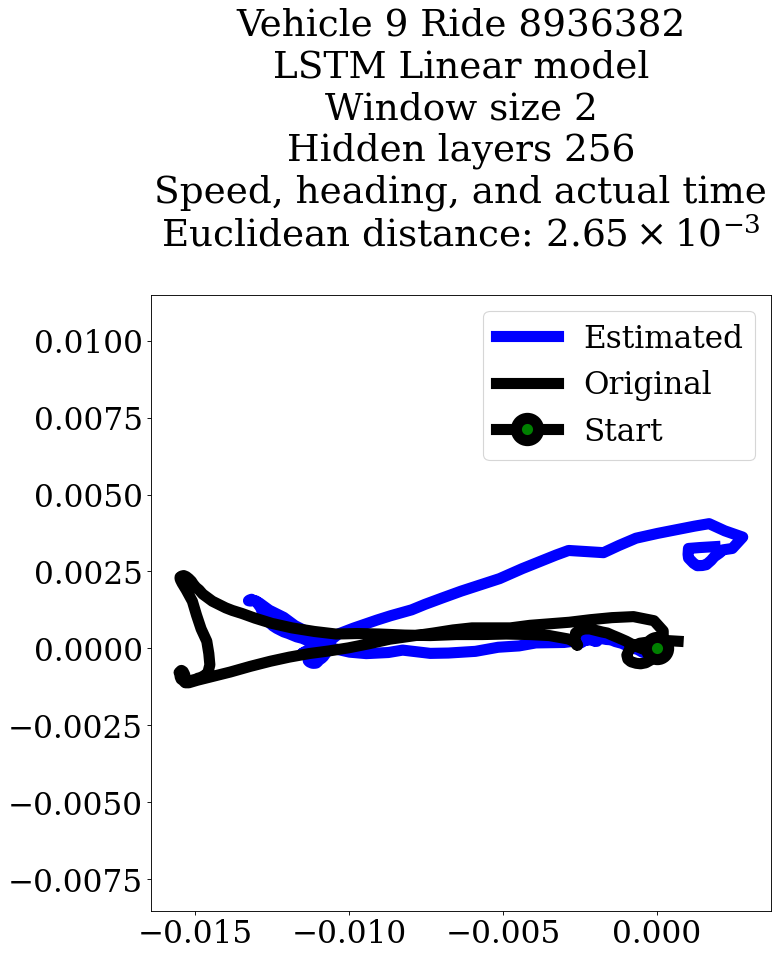 Vehicle 9 Ride 8936382
LSTM Linear model
Window size 2
Hidden layers 256
Speed, heading, and actual time
Euclidean distance: 2.65 × 10⁻³
Estimated
Original
Start
0.0100
0.0075
0.0050
0.0025
0.0000
−0.0025
−0.0050
−0.0075
−0.015 −0.010 −0.005 0.000